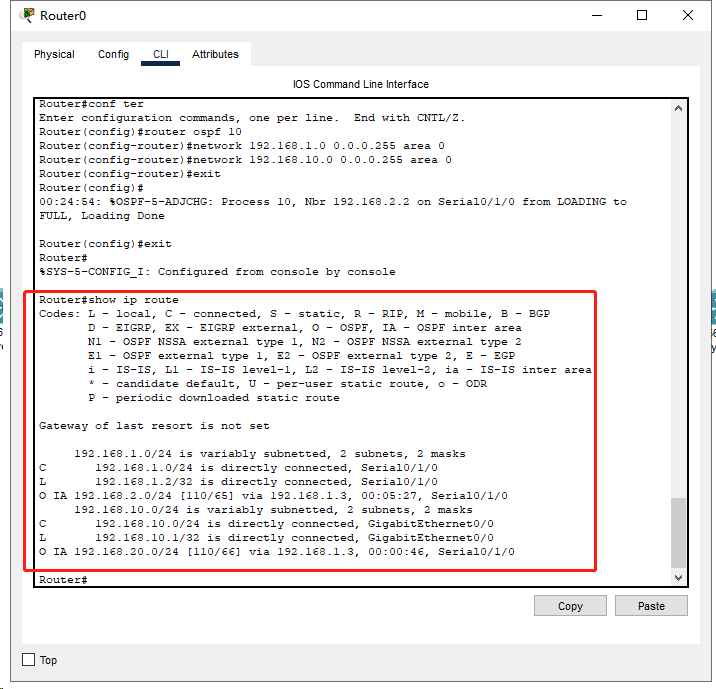 Router0
Physical Config CLI Attributes
IOS Command Line Interface
Router#conf ter
Enter configuration commands, one per line.  End with CNTL/Z.
Router(config)#router ospf 10
Router(config-router)#network 192.168.1.0 0.0.0.255 area 0
Router(config-router)#network 192.168.10.0 0.0.0.255 area 0
Router(config-router)#exit
Router(config)#
00:24:54: %OSPF-5-ADJCHG: Process 10, Nbr 192.168.2.2 on Serial0/1/0 from LOADING to
FULL, Loading Done
Router(config)#exit
Router#
%SYS-5-CONFIG_I: Configured from console by console
Router#show ip route
Codes: L - local, C - connected, S - static, R - RIP, M - mobile, B - BGP
D - EIGRP, EX - EIGRP external, O - OSPF, IA - OSPF inter area
N1 - OSPF NSSA external type 1, N2 - OSPF NSSA external type 2
E1 - OSPF external type 1, E2 - OSPF external type 2, E - EGP
i - IS-IS, L1 - IS-IS level-1, L2 - IS-IS level-2, ia - IS-IS inter area
* - candidate default, U - per-user static route, o - ODR
P - periodic downloaded static route
Gateway of last resort is not set
192.168.1.0/24 is variably subnetted, 2 subnets, 2 masks
C 192.168.1.0/24 is directly connected, Serial0/1/0
L 192.168.1.2/32 is directly connected, Serial0/1/0
O IA 192.168.2.0/24 [110/65] via 192.168.1.3, 00:05:27, Serial0/1/0
192.168.10.0/24 is variably subnetted, 2 subnets, 2 masks
C 192.168.10.0/24 is directly connected, GigabitEthernet0/0
L 192.168.10.1/32 is directly connected, GigabitEthernet0/0
O IA 192.168.20.0/24 [110/66] via 192.168.1.3, 00:00:46, Serial0/1/0
Router#
Copy Paste
Top